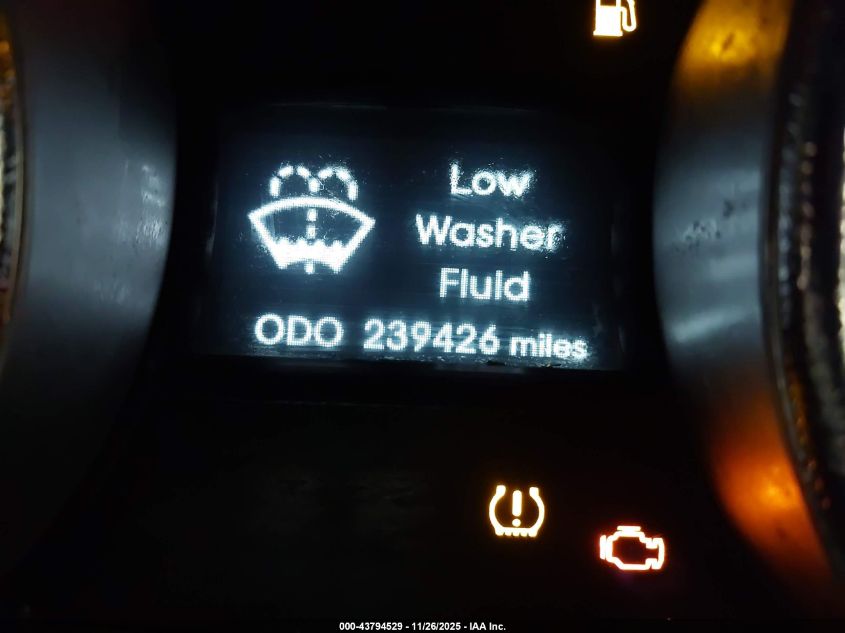 Low
Washer
Fluid
ODO 239426 miles
000-43794529 - 11/26/2025 - IAA Inc.